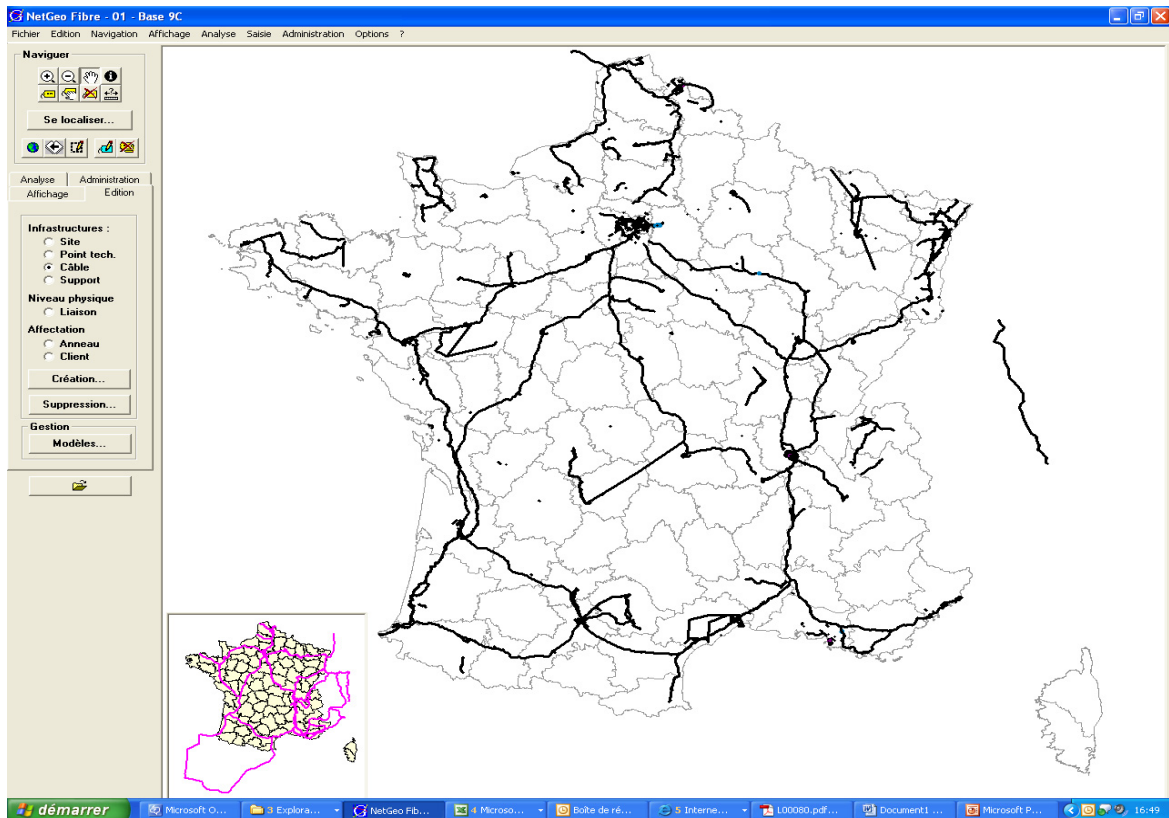 NetGeo Fibre - 01 - Base 9C
Fichier Edition Navigation Affichage Analyse Saisie Administration Options ?
Naviguer
Se localiser...
Analyse Administration
Affichage Edition
Infrastructures :
Site
Point tech.
Câble
Support
Niveau physique
Liaison
Affectation
Anneau
Client
Création...
Suppression...
Gestion
Modèles...
démarrer Microsoft O... 3 Explora... NetGeo Fib... 4 Microso... Boîte de ré... 5 Interne... L00080.pdf... Document1 ... Microsoft P... 16:49